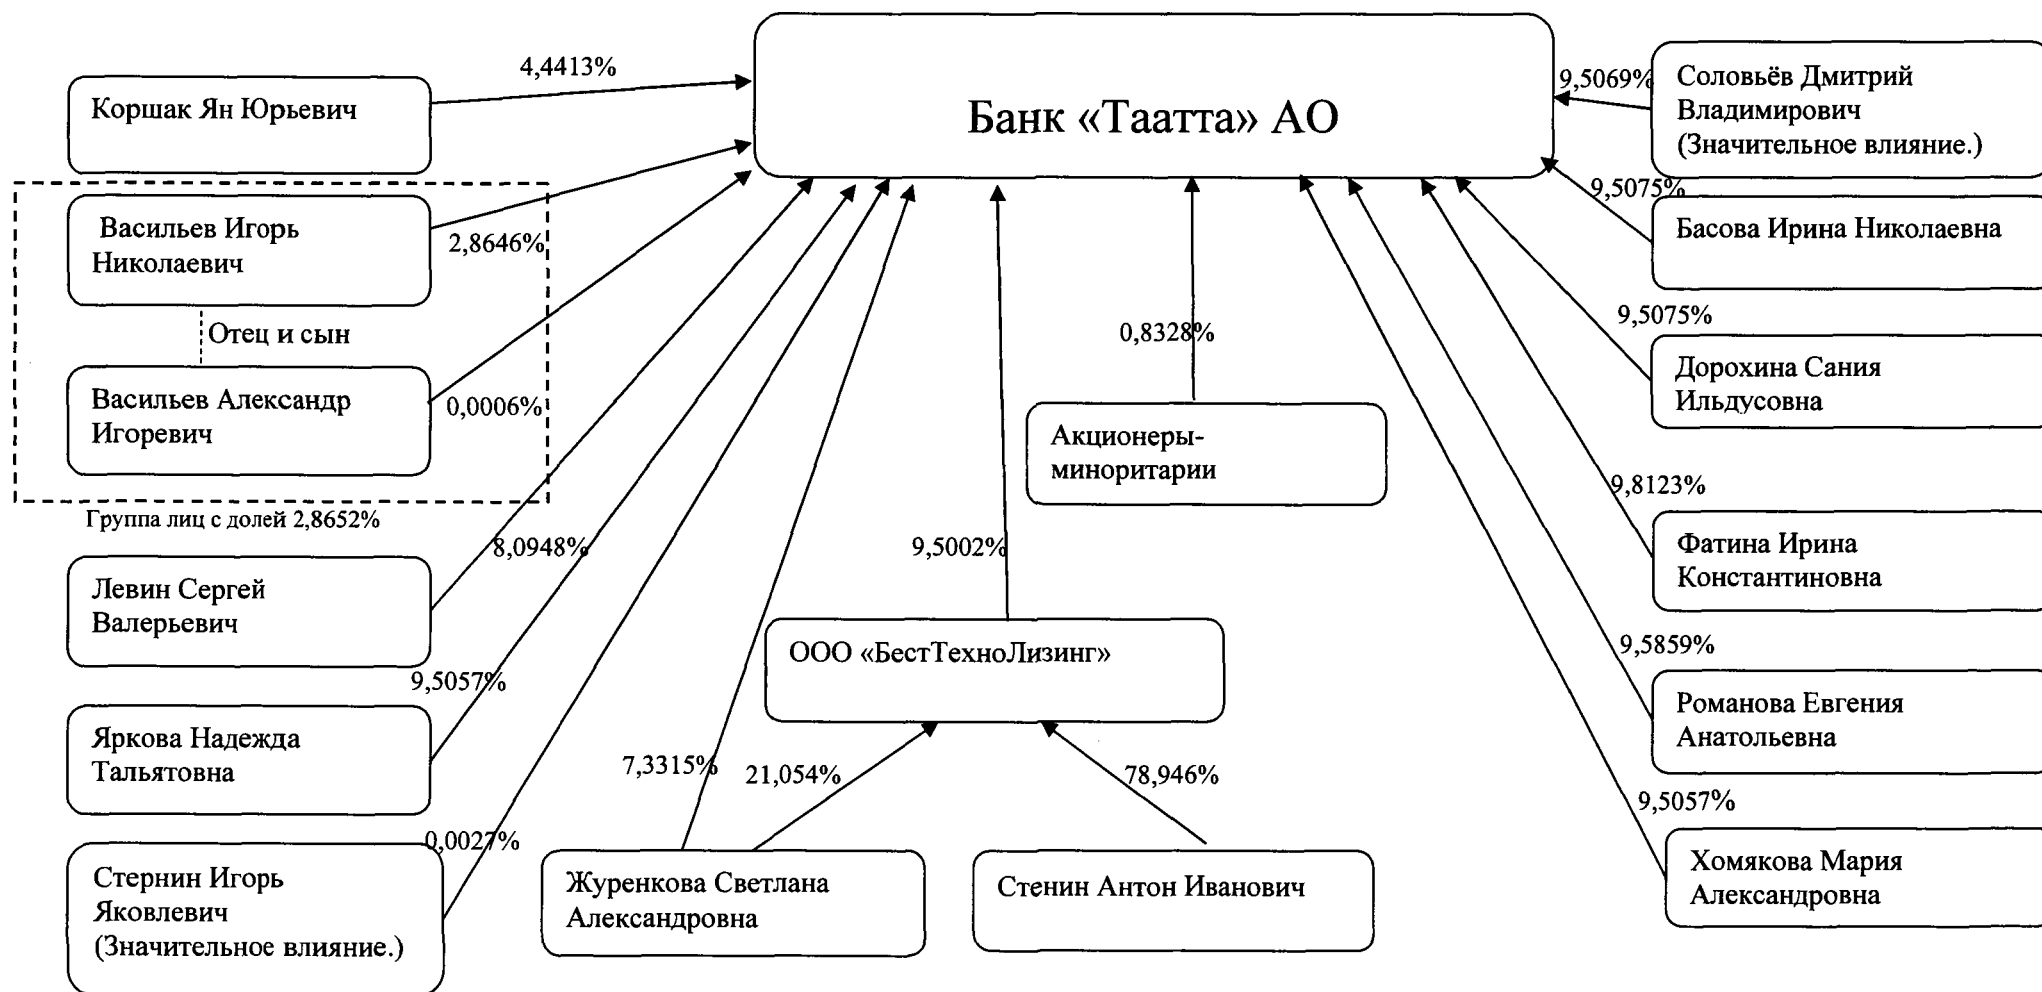 Банк «Таатта» АО
4,4413%
Коршак Ян Юрьевич
Васильев Игорь
Николаевич
2,8646%
Отец и сын
Васильев Александр
Игоревич
0,0006%
Группа лиц с долей 2,8652%
Левин Сергей
Валерьевич
8,0948%
Яркова Надежда
Тальятовна
9,5057%
Стернин Игорь
Яковлевич
(Значительное влияние.)
0,0027%
7,3315%
21,054%
Журенкова Светлана
Александровна
78,946%
Стенин Антон Иванович
9,5002%
ООО «БестТехноЛизинг»
0,8328%
Акционеры-
миноритарии
9,5069%
Соловьёв Дмитрий
Владимирович
(Значительное влияние.)
9,5075%
Басова Ирина Николаевна
9,5075%
Дорохина Сания
Ильдусовна
9,8123%
Фатина Ирина
Константиновна
9,5859%
Романова Евгения
Анатольевна
9,5057%
Хомякова Мария
Александровна